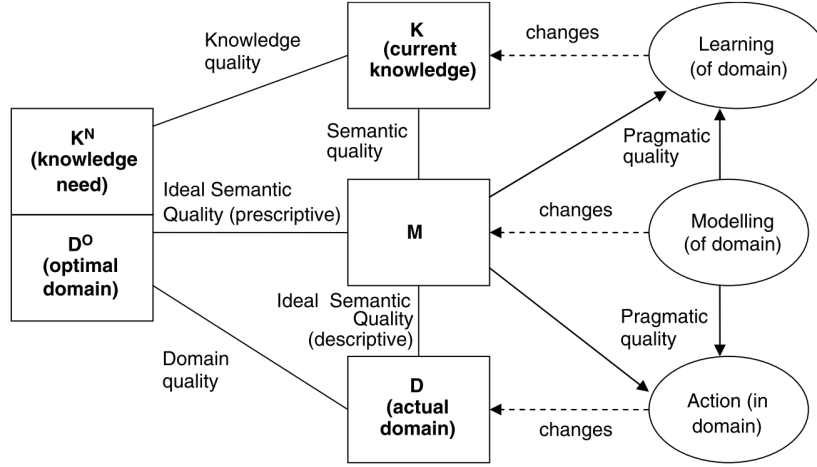 K
(current
knowledge)
changes
Learning
(of domain)
Knowledge
quality
K^N
(knowledge
need)
Semantic
quality
Pragmatic
quality
Ideal Semantic
Quality (prescriptive)
D^O
(optimal
domain)
M
changes
Modelling
(of domain)
Ideal Semantic
Quality
(descriptive)
Pragmatic
quality
Domain
quality
D
(actual
domain)
changes
Action (in
domain)